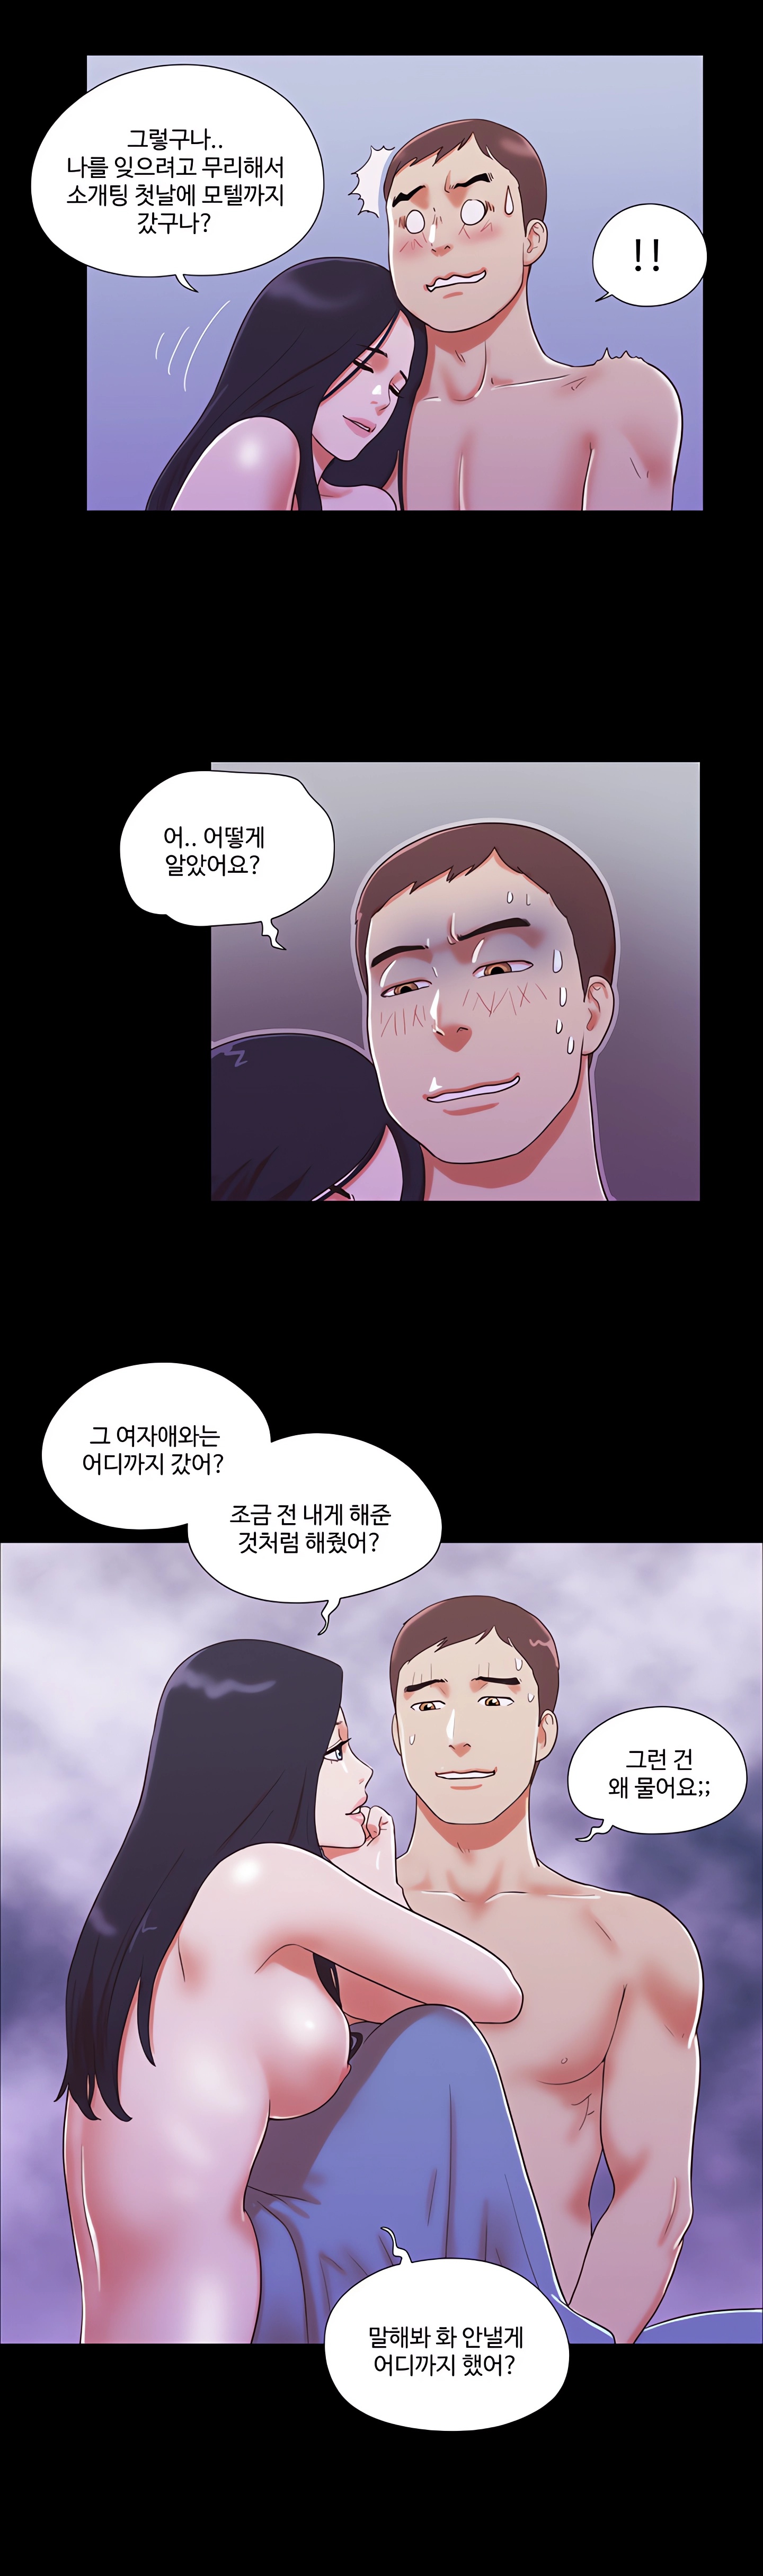 그렇구나..
나를 잊으려고 무리해서
소개팅 첫날에 모텔까지
갔구나?
!!
어.. 어떻게
알았어요?
그 여자애와는
어디까지 갔어?
조금 전 내게 해준
것처럼 해줬어?
그런 건
왜 물어요;;
말해봐 화 안낼게
어디까지 했어?